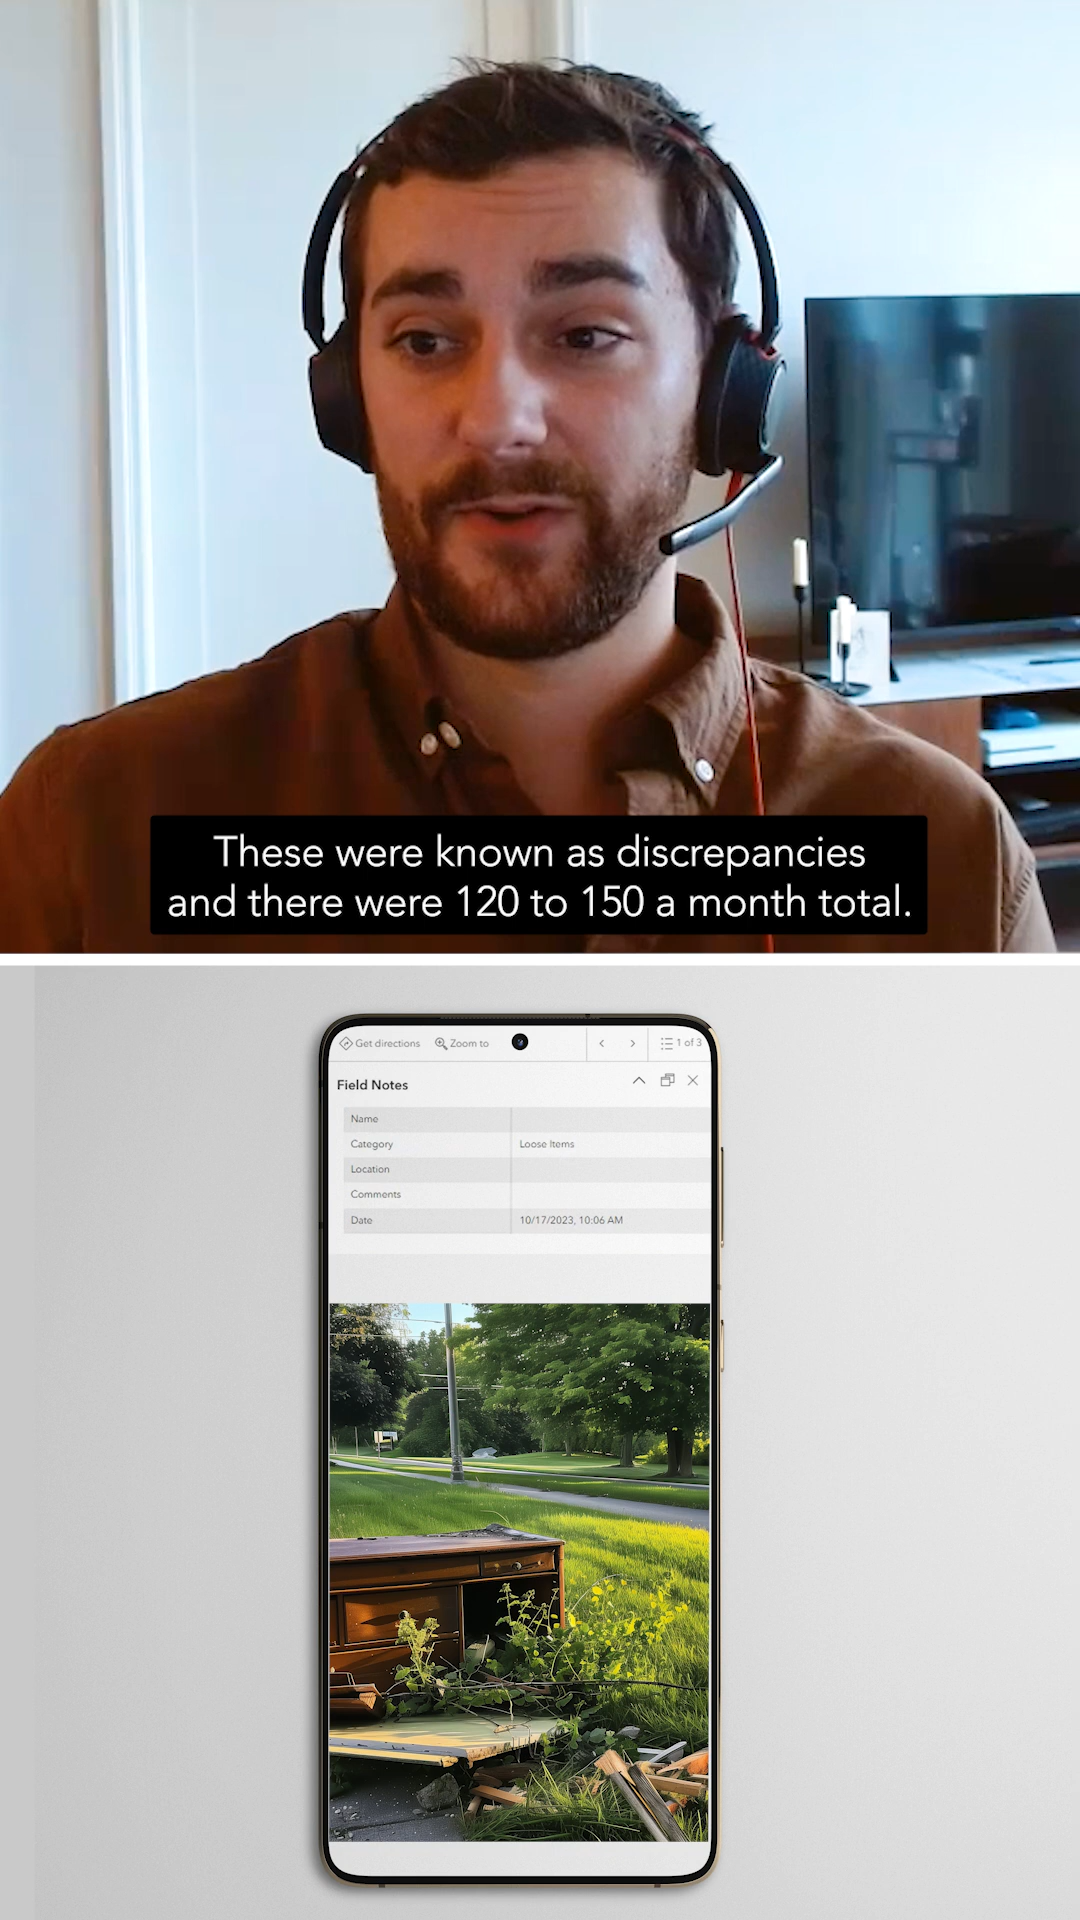 These were known as discrepancies
and there were 120 to 150 a month total.
Get directions Zoom to 1 of 3
Field Notes
Name
Category Loose Items
Location
Comments
Date 10/17/2023, 10:06 AM